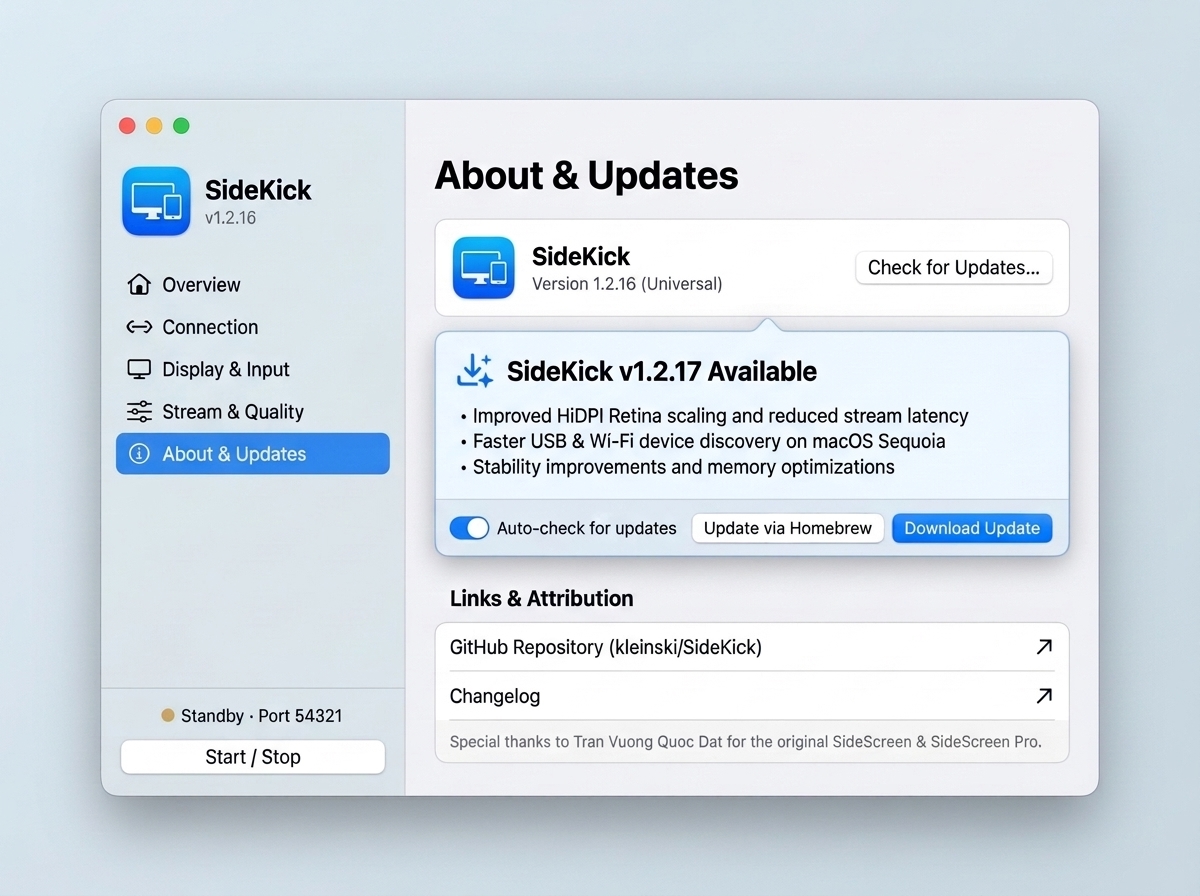 SideKick
v1.2.16
Overview
Connection
Display & Input
Stream & Quality
About & Updates
Standby · Port 54321
Start / Stop
About & Updates
SideKick
Version 1.2.16 (Universal)
Check for Updates...
SideKick v1.2.17 Available
• Improved HiDPI Retina scaling and reduced stream latency
• Faster USB & Wi-Fi device discovery on macOS Sequoia
• Stability improvements and memory optimizations
Auto-check for updates
Update via Homebrew
Download Update
Links & Attribution
GitHub Repository (kleinski/SideKick)
Changelog
Special thanks to Tran Vuong Quoc Dat for the original SideScreen & SideScreen Pro.